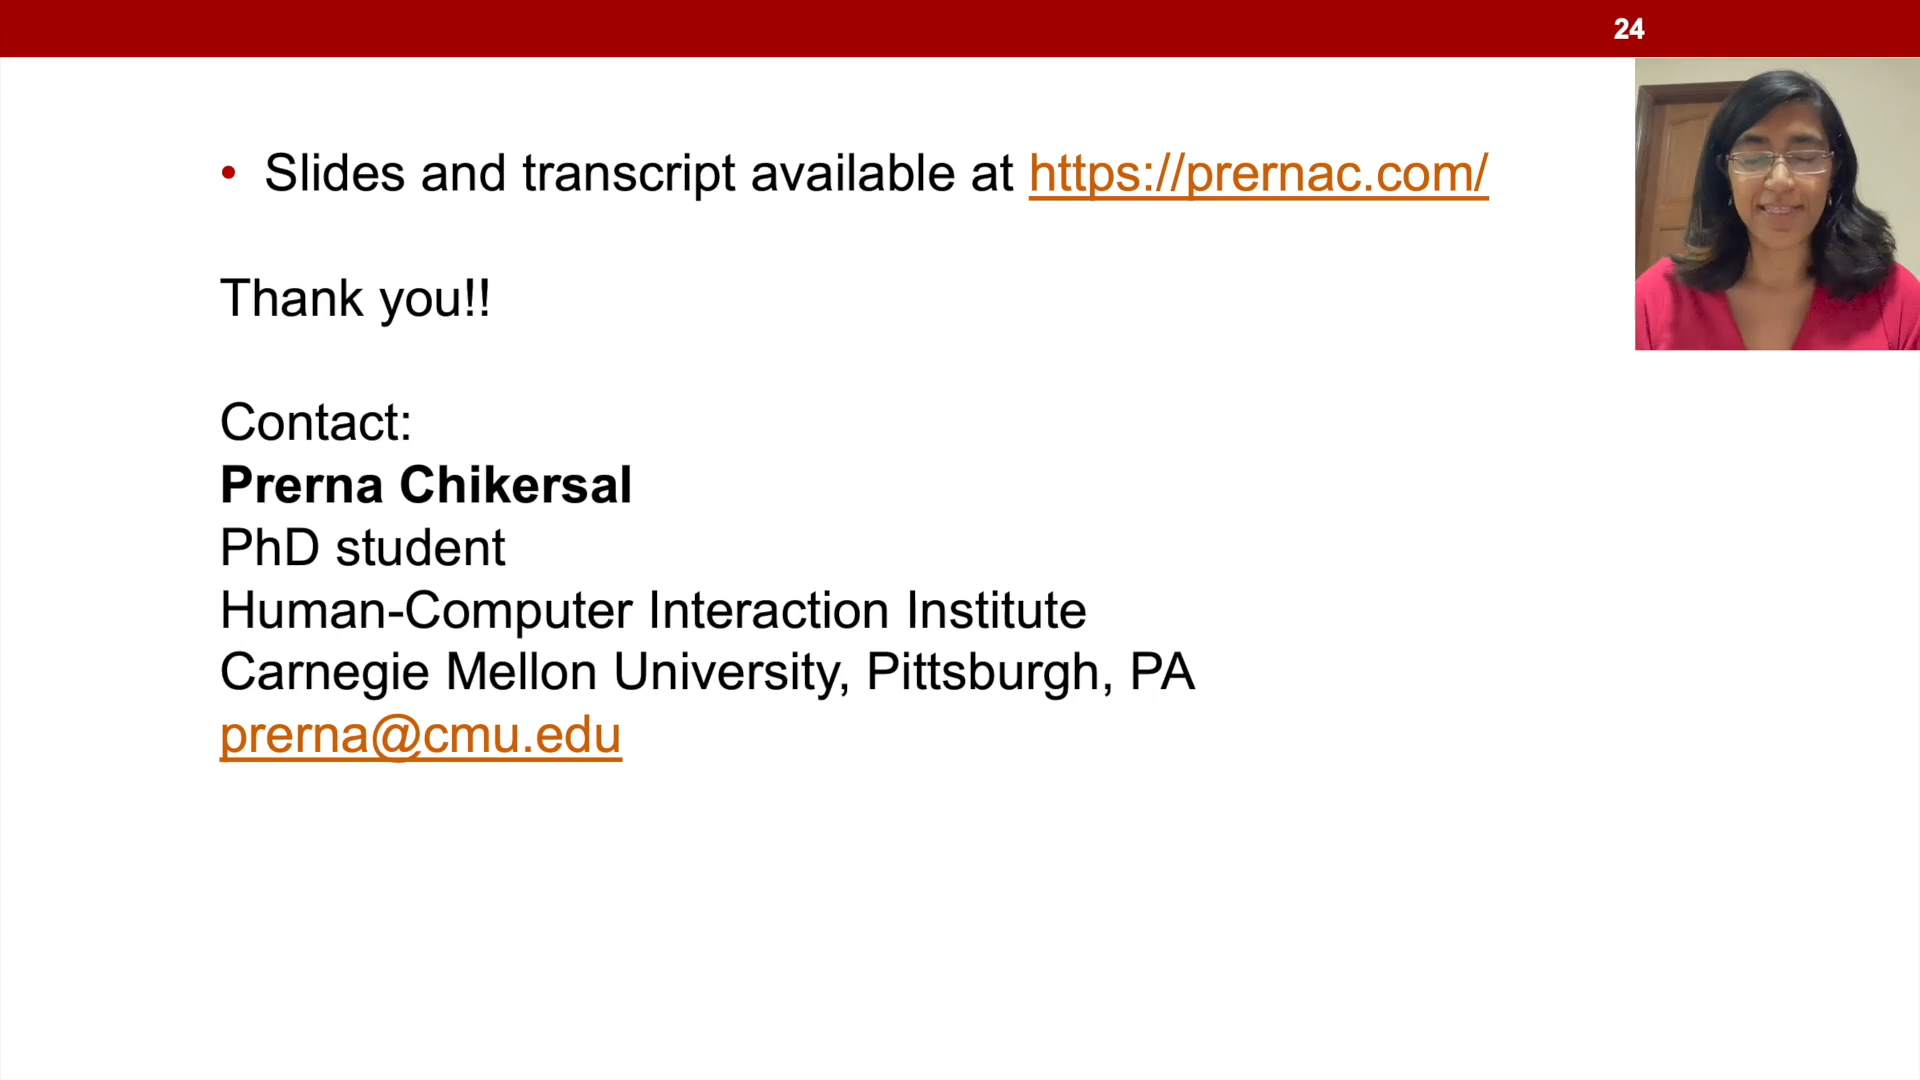 24
• Slides and transcript available at https://prernac.com/
Thank you!!
Contact:
Prerna Chikersal
PhD student
Human-Computer Interaction Institute
Carnegie Mellon University, Pittsburgh, PA
prerna@cmu.edu